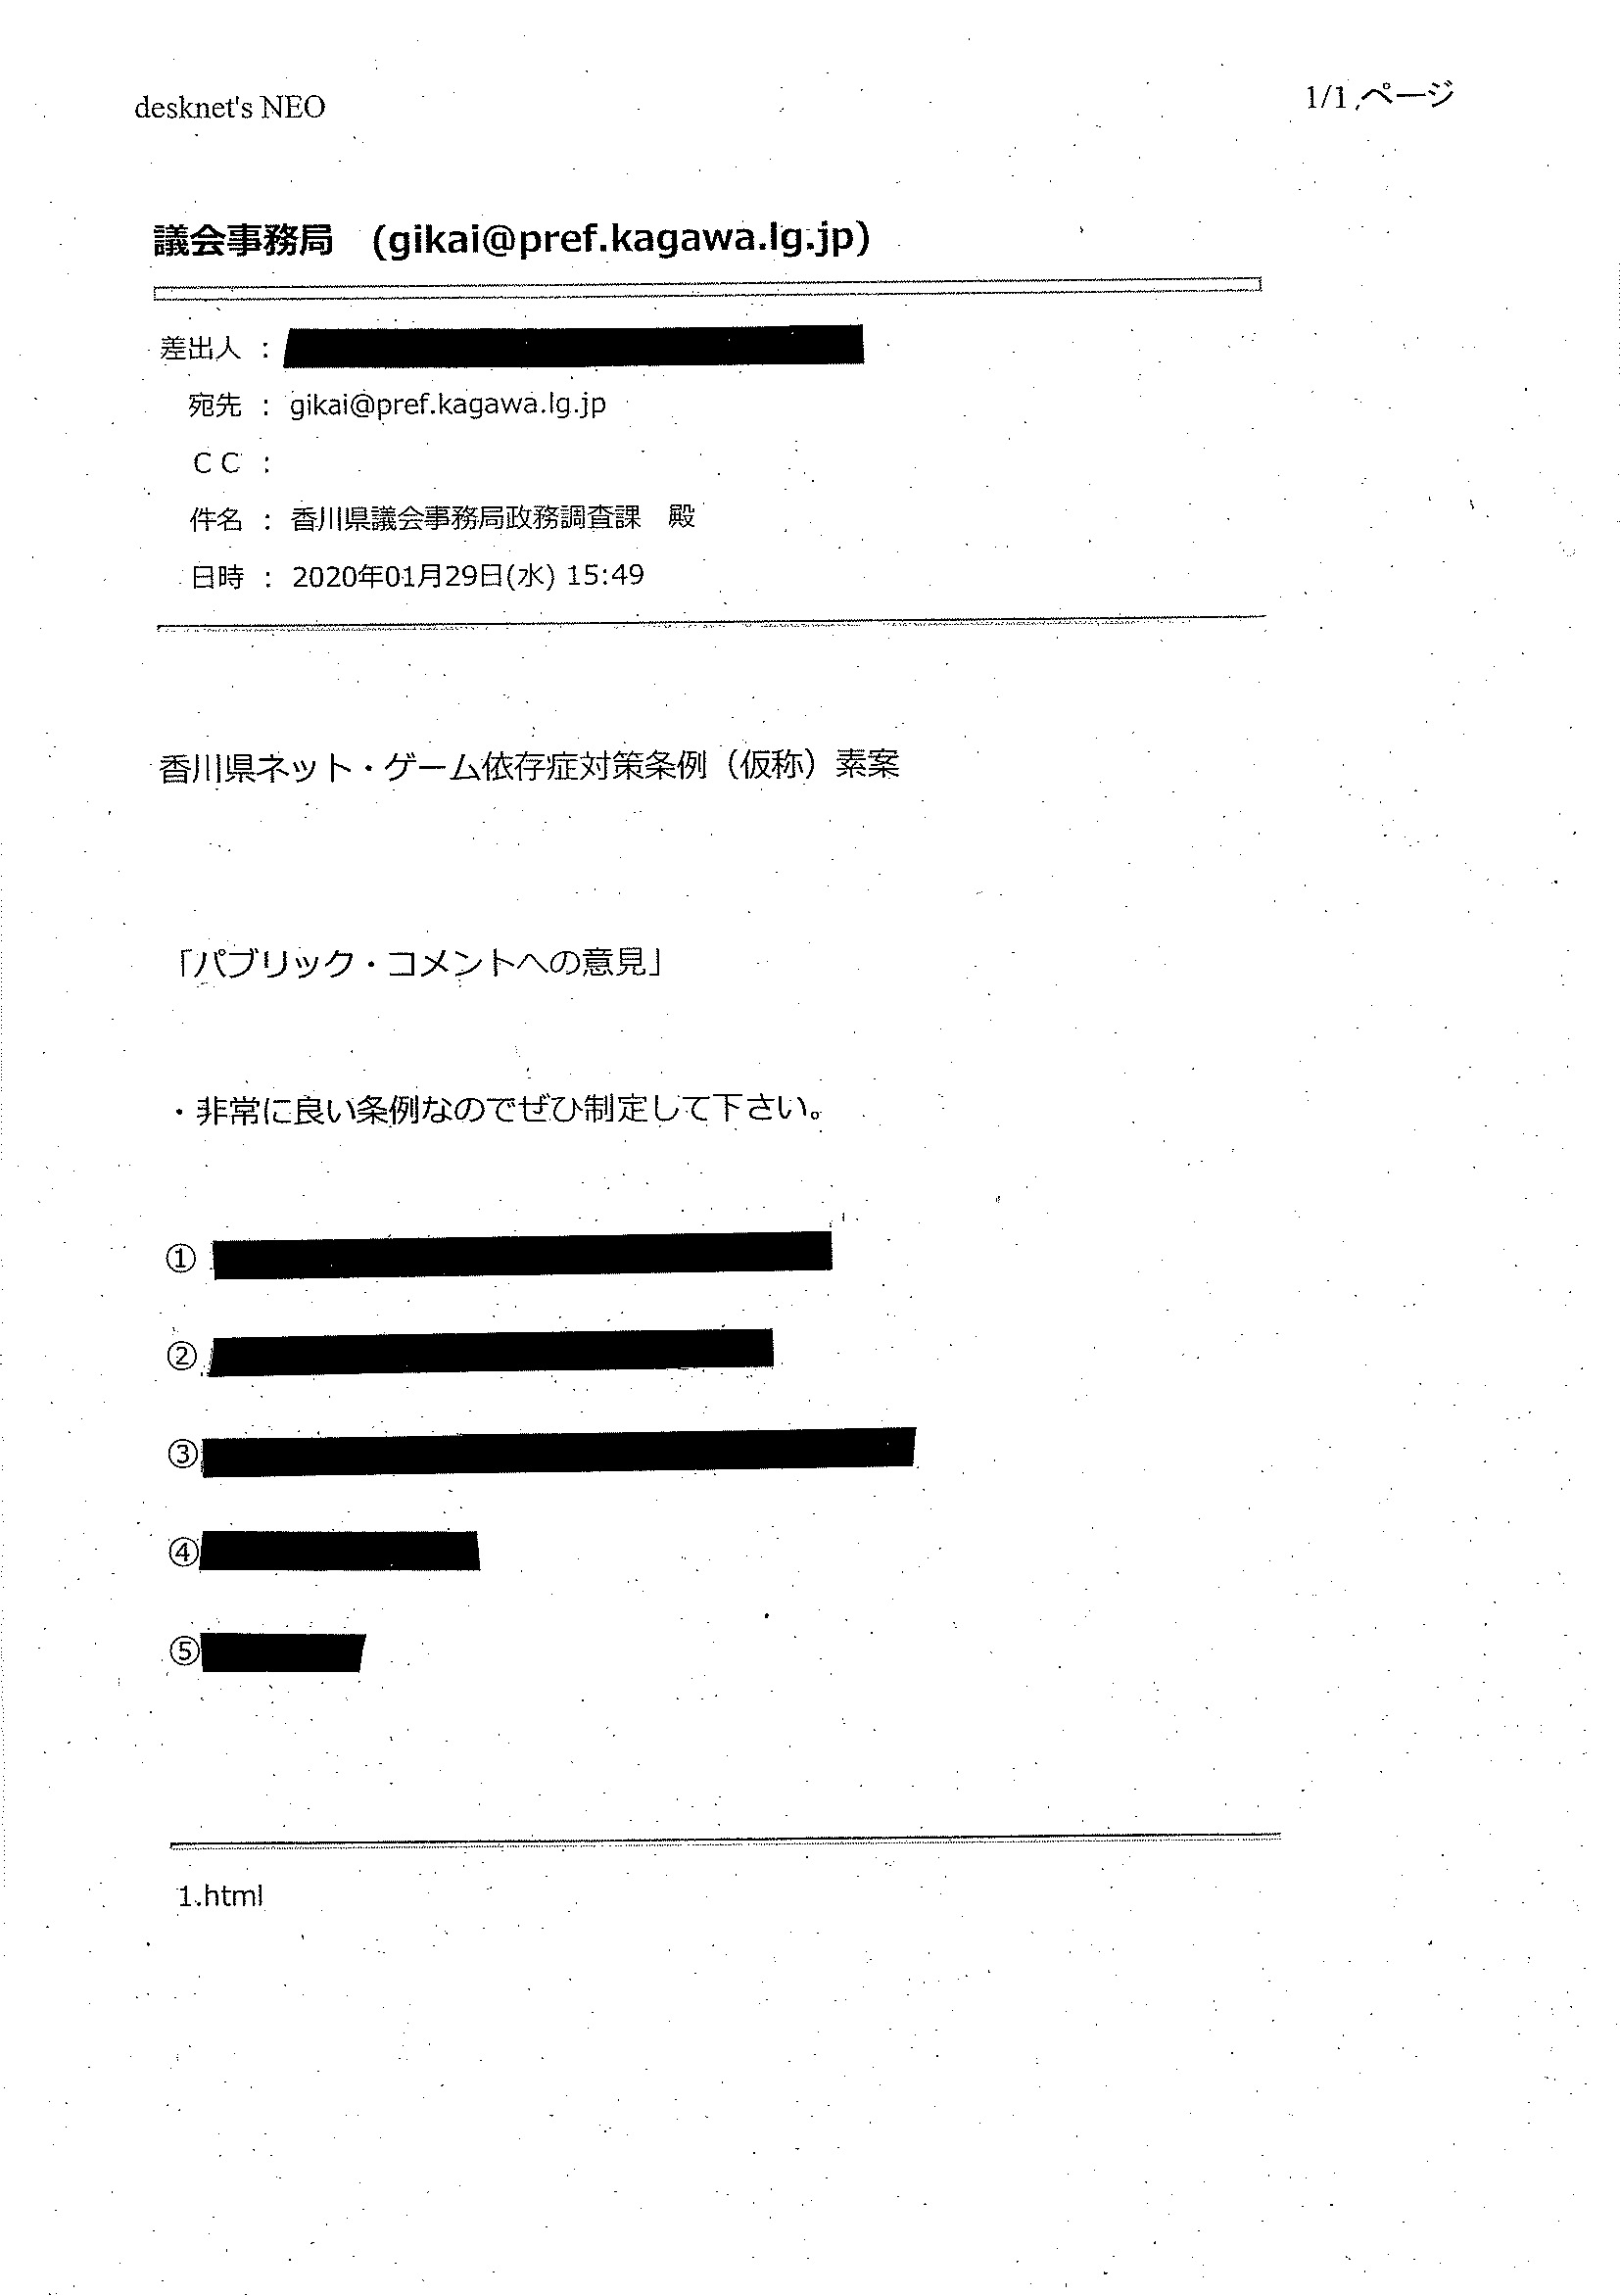 desknet's NEO
1/1 ページ
議会事務局 (gikai@pref.kagawa.lg.jp)
差出人 :
宛先 : gikai@pref.kagawa.lg.jp
ＣＣ :
件名 : 香川県議会事務局政務調査課　殿
日時 : 2020年01月29日(水) 15:49
香川県ネット・ゲーム依存症対策条例（仮称）素案
「パブリック・コメントへの意見」
・非常に良い条例なのでぜひ制定して下さい。
①
②
③
④
⑤
1.html